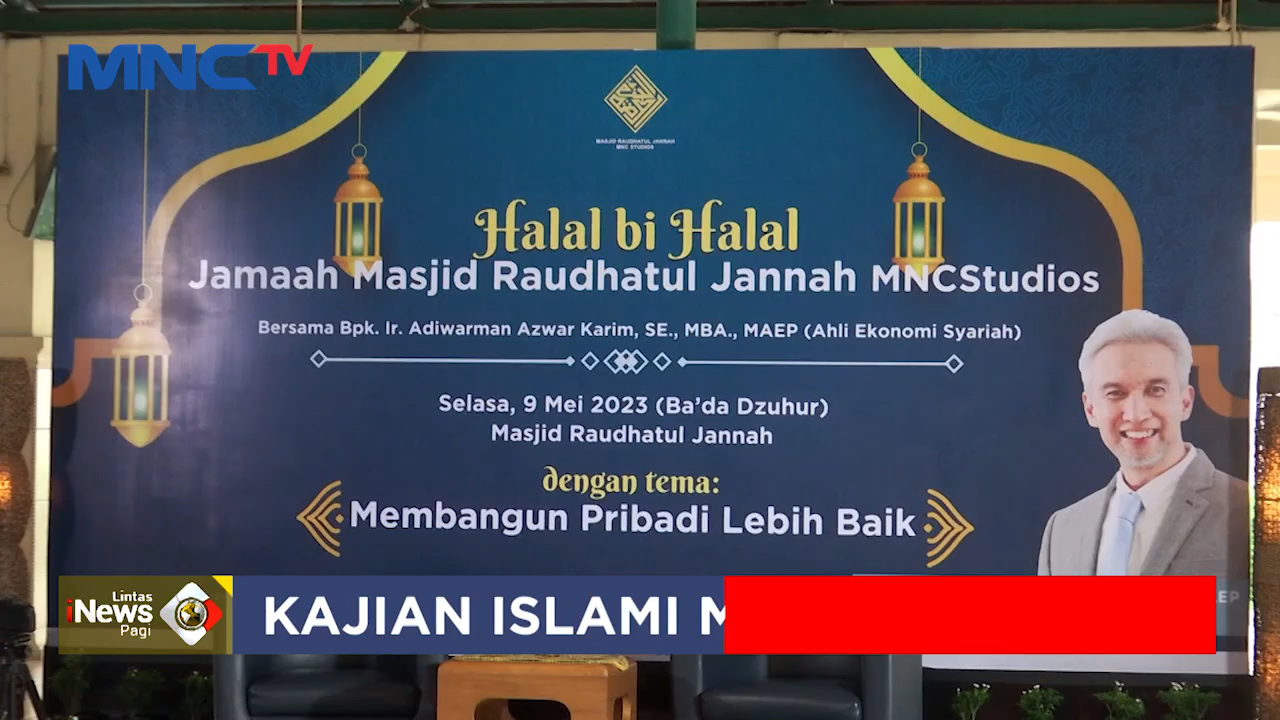 MNCTV
MASJID RAUDHATUL JANNAH
MNC STUDIOS
Halal bi Halal
Jamaah Masjid Raudhatul Jannah MNCStudios
Bersama Bpk. Ir. Adiwarman Azwar Karim, SE., MBA., MAEP (Ahli Ekonomi Syariah)
Selasa, 9 Mei 2023 (Ba'da Dzuhur)
Masjid Raudhatul Jannah
dengan tema:
Membangun Pribadi Lebih Baik
Lintas
iNews
Pagi
KAJIAN ISLAMI